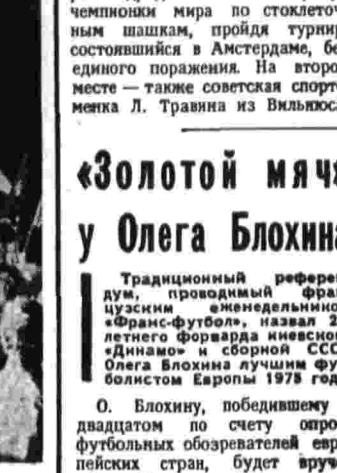 чемпионки мира по стоклеточ
ным шашкам, пройдя турнир
состоявшийся в Амстердаме, бе
единого поражения. На второ
месте — также советская спорт
менка Л. Травина из Вильнюса
«Золотой мяч»
у Олега Блохина
Традиционный референ
дум, проводимый фран
цузским еженедельнико
«Франс-футбол», назвал 2
летнего форварда киевско
«Динамо» и сборной ССС
Олега Блохина лучшим фу
болистом Европы 1975 год
О. Блохину, победившему
двадцатом по счету опро
футбольных обозревателей евр
пейских стран, будет вруч